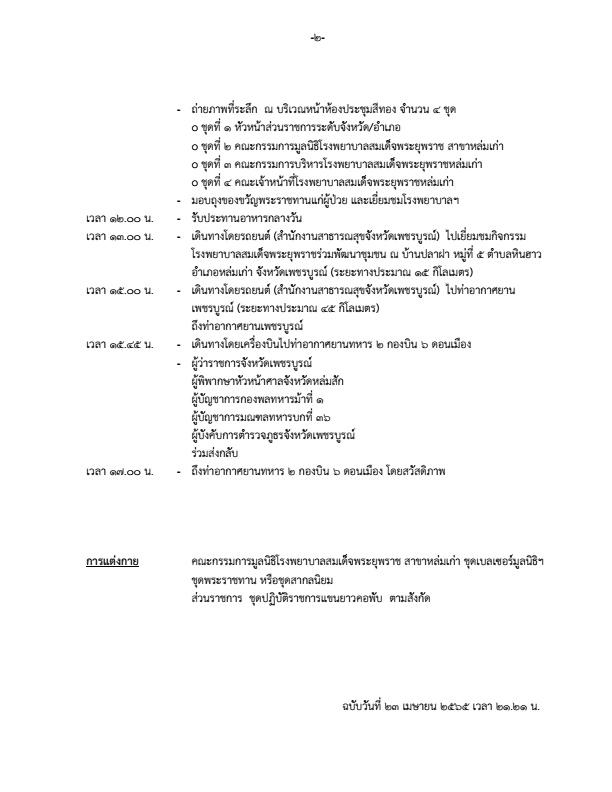 -๒-
- ถ่ายภาพที่ระลึก ณ บริเวณหน้าห้องประชุมสีทอง จำนวน ๔ ชุด
o ชุดที่ ๑ หัวหน้าส่วนราชการระดับจังหวัด/อำเภอ
o ชุดที่ ๒ คณะกรรมการมูลนิธิโรงพยาบาลสมเด็จพระยุพราช สาขาหล่มเก่า
o ชุดที่ ๓ คณะกรรมการบริหารโรงพยาบาลสมเด็จพระยุพราชหล่มเก่า
o ชุดที่ ๔ คณะเจ้าหน้าที่โรงพยาบาลสมเด็จพระยุพราชหล่มเก่า
- มอบถุงของขวัญพระราชทานแก่ผู้ป่วย และเยี่ยมชมโรงพยาบาลฯ
เวลา ๑๒.๐๐ น. - รับประทานอาหารกลางวัน
เวลา ๑๓.๐๐ น. - เดินทางโดยรถยนต์ (สำนักงานสาธารณสุขจังหวัดเพชรบูรณ์) ไปเยี่ยมชมกิจกรรม
โรงพยาบาลสมเด็จพระยุพราชร่วมพัฒนาชุมชน ณ บ้านปลาฝา หมู่ที่ ๕ ตำบลหินฮาว
อำเภอหล่มเก่า จังหวัดเพชรบูรณ์ (ระยะทางประมาณ ๑๕ กิโลเมตร)
เวลา ๑๕.๐๐ น. - เดินทางโดยรถยนต์ (สำนักงานสาธารณสุขจังหวัดเพชรบูรณ์) ไปท่าอากาศยาน
เพชรบูรณ์ (ระยะทางประมาณ ๔๕ กิโลเมตร)
ถึงท่าอากาศยานเพชรบูรณ์
เวลา ๑๕.๔๕ น. - เดินทางโดยเครื่องบินไปท่าอากาศยานทหาร ๒ กองบิน ๖ ดอนเมือง
- ผู้ว่าราชการจังหวัดเพชรบูรณ์
ผู้พิพากษาหัวหน้าศาลจังหวัดหล่มสัก
ผู้บัญชาการกองพลทหารม้าที่ ๑
ผู้บัญชาการมณฑลทหารบกที่ ๓๖
ผู้บังคับการตำรวจภูธรจังหวัดเพชรบูรณ์
ร่วมส่งกลับ
เวลา ๑๗.๐๐ น. - ถึงท่าอากาศยานทหาร ๒ กองบิน ๖ ดอนเมือง โดยสวัสดิภาพ
การแต่งกาย คณะกรรมการมูลนิธิโรงพยาบาลสมเด็จพระยุพราช สาขาหล่มเก่า ชุดเบลเซอร์มูลนิธิฯ
ชุดพระราชทาน หรือชุดสากลนิยม
ส่วนราชการ ชุดปฏิบัติราชการแขนยาวคอพับ ตามสังกัด
ฉบับวันที่ ๒๓ เมษายน ๒๕๖๕ เวลา ๒๑.๒๑ น.